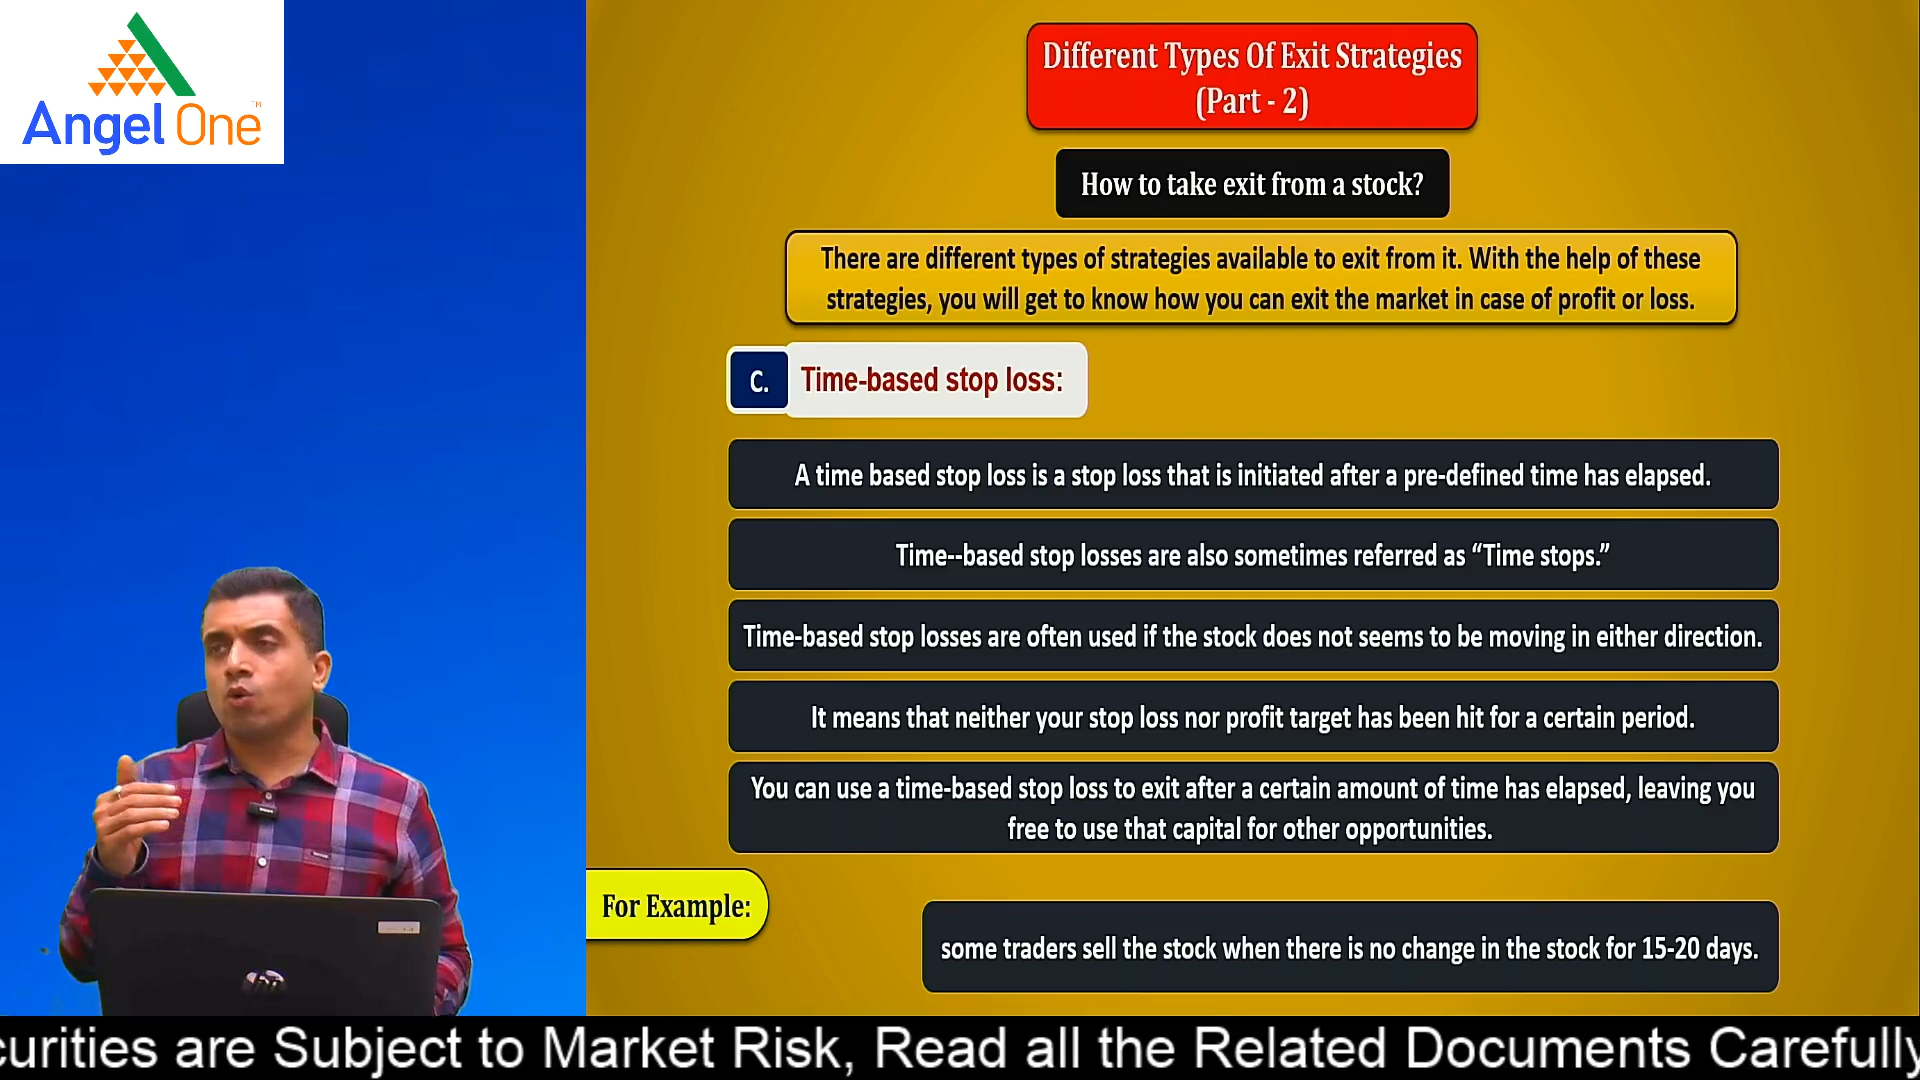 Angel One
TM
Different Types Of Exit Strategies
(Part - 2)
How to take exit from a stock?
There are different types of strategies available to exit from it. With the help of these
strategies, you will get to know how you can exit the market in case of profit or loss.
C. Time-based stop loss:
A time based stop loss is a stop loss that is initiated after a pre-defined time has elapsed.
Time--based stop losses are also sometimes referred as “Time stops.”
Time-based stop losses are often used if the stock does not seems to be moving in either direction.
It means that neither your stop loss nor profit target has been hit for a certain period.
You can use a time-based stop loss to exit after a certain amount of time has elapsed, leaving you
free to use that capital for other opportunities.
For Example:
some traders sell the stock when there is no change in the stock for 15-20 days.
hp
curities are Subject to Market Risk, Read all the Related Documents Carefully